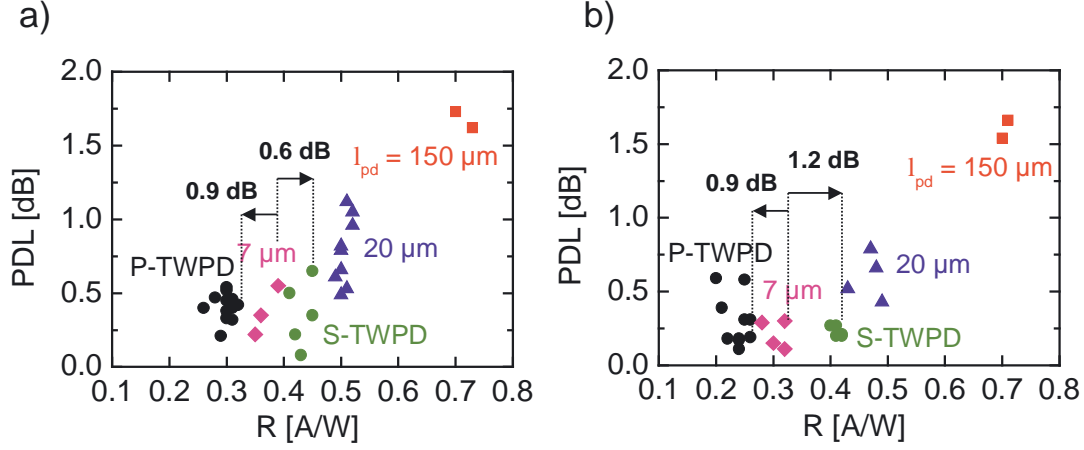 a)
2.0
1.5
1.0
0.5
0.0
PDL [dB]
0.6 dB
l_pd = 150 µm
0.9 dB
7 µm
P-TWPD
20 µm
S-TWPD
0.1 0.2 0.3 0.4 0.5 0.6 0.7 0.8
R [A/W]
b)
2.0
1.5
1.0
0.5
0.0
PDL [dB]
1.2 dB
l_pd = 150 µm
0.9 dB
P-TWPD
20 µm
7 µm
S-TWPD
0.1 0.2 0.3 0.4 0.5 0.6 0.7 0.8
R [A/W]